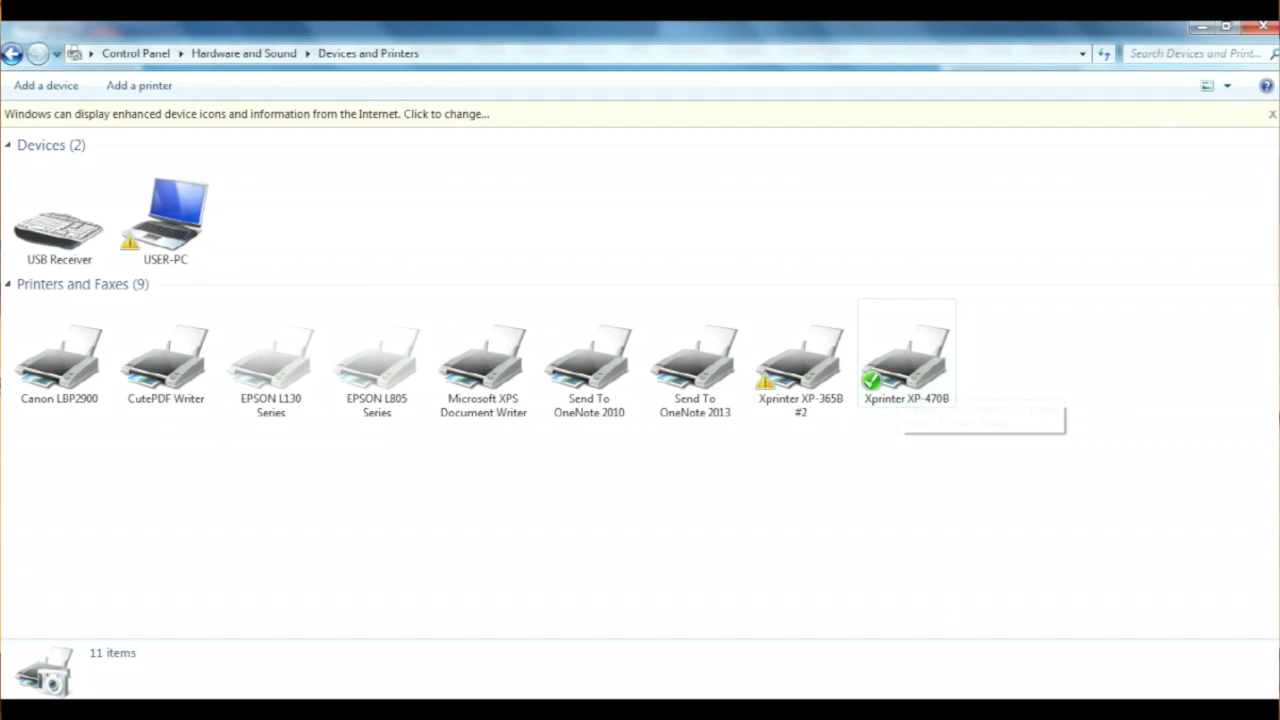 Control Panel Hardware and Sound Devices and Printers Search Devices and Print...
Add a device Add a printer
Windows can display enhanced device icons and information from the Internet. Click to change...
Devices (2)
USB Receiver USER-PC
Printers and Faxes (9)
Canon LBP2900
CutePDF Writer
EPSON L130
Series
EPSON L805
Series
Microsoft XPS
Document Writer
Send To
OneNote 2010
Send To
OneNote 2013
Xprinter XP-365B
#2
Xprinter XP-470B
11 items